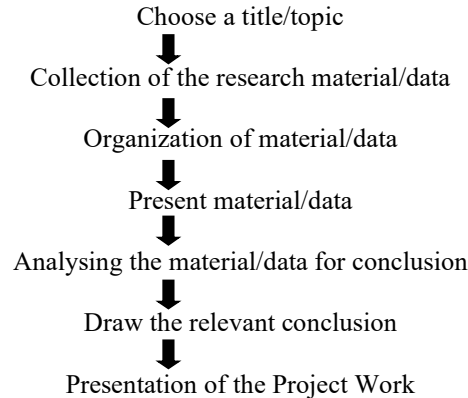 Choose a title/topic
Collection of the research material/data
Organization of material/data
Present material/data
Analysing the material/data for conclusion
Draw the relevant conclusion
Presentation of the Project Work